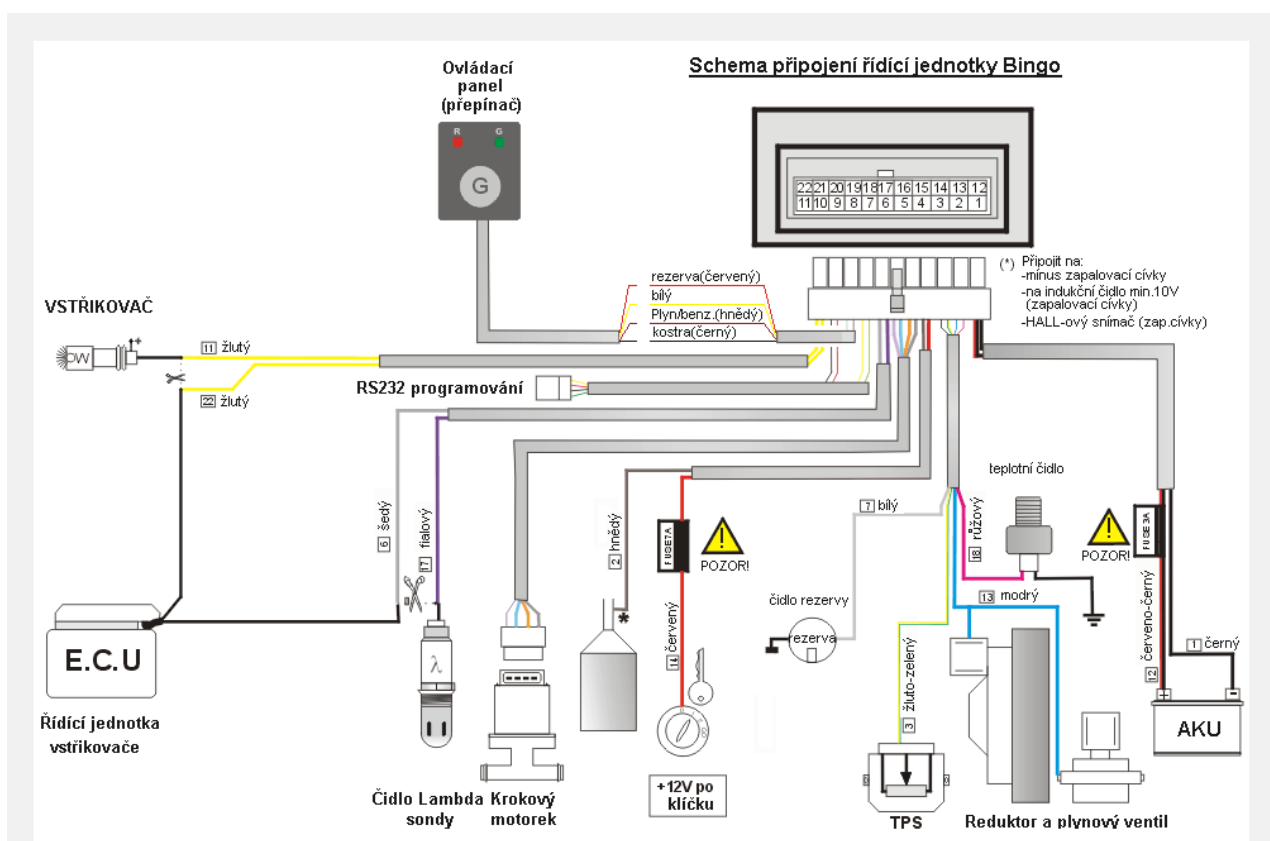 Schema připojení řídící jednotky Bingo
Ovládací
panel
(přepínač)
R G
G
22 21 20 19 18 17 16 15 14 13 12
11 10 9 8 7 6 5 4 3 2 1
(*) Připojit na:
-mínus zapalovací cívky
-na indukční čidlo min.10V
(zapalovací cívky)
-HALL-ový snímač (zap.cívky)
rezerva(červený)
bílý
Plyn/benz.(hnědý)
kostra(černý)
VSTŘIKOVAČ
+
11 žlutý
22 žlutý
RS232 programování
6 šedý
17 fialový
2 hnědý
*
FUSE7A
POZOR!
14 červený
+12V po
klíčku
7 bílý
čidlo rezervy
rezerva
teplotní čidlo
18 růžový
13 modrý
3 žluto-zelený
FUSE 3A
POZOR!
12 červeno-černý
1 černý
+ -
AKU
E.C.U
Řídící jednotka
vstřikovače
λ
Čidlo Lambda
sondy
Krokový
motorek
TPS
Reduktor a plynový ventil